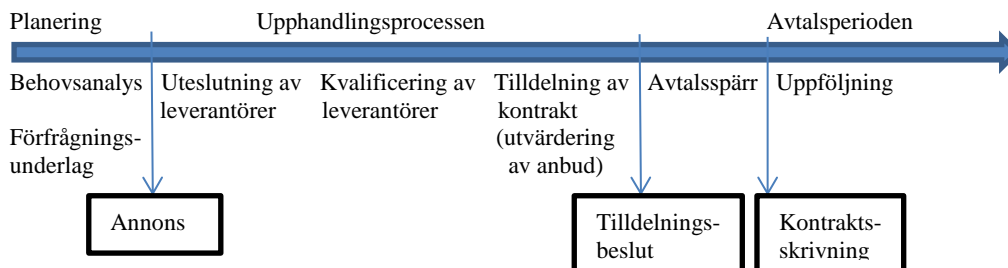 Planering Upphandlingsprocessen Avtalsperioden
Behovsanalys Uteslutning av Kvalificering av Tilldelning av Avtalsspärr Uppföljning
leverantörer leverantörer kontrakt
Förfrågnings- (utvärdering
underlag av anbud)
Annons Tilldelnings- Kontrakts-
beslut skrivning